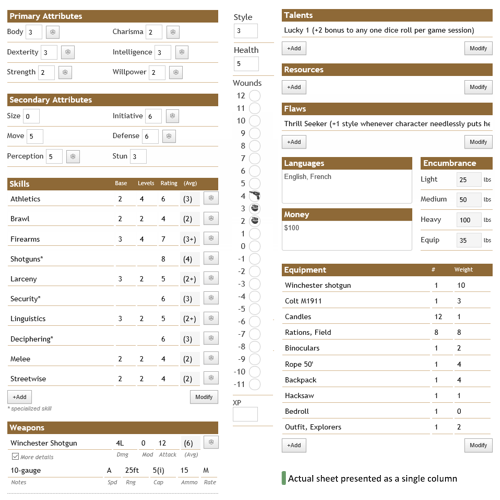 Primary Attributes
Body 3 Charisma 2
Dexterity 3 Intelligence 3
Strength 2 Willpower 2
Secondary Attributes
Size 0 Initiative 6
Move 5 Defense 6
Perception 5 Stun 3
Skills Base Levels Rating (Avg)
Athletics 2 4 6 (3)
Brawl 2 2 4 (2)
Firearms 3 4 7 (3+)
Shotguns* 8 (4)
Larceny 3 2 5 (2+)
Security* 6 (3)
Linguistics 3 2 5 (2+)
Deciphering* 6 (3)
Melee 2 2 4 (2)
Streetwise 2 2 4 (2)
+Add Modify
* specialized skill
Weapons
Winchester Shotgun 4L 0 12 (6)
More details Dmg Mod Attack (Avg)
10-gauge A 25ft 5(i) 15 M
Notes Spd Rng Cap Ammo Rate
Style
3
Health
5
Wounds
12
11
10
9
8
7
6
5
4
3
2
1
0
-1
-2
-3
-4
-5
-6
-7
-8
-9
-10
-11
XP
Talents
Lucky 1 (+2 bonus to any one dice roll per game session)
+Add Modify
Resources
+Add Modify
Flaws
Thrill Seeker (+1 style whenever character needlessly puts he
+Add Modify
Languages
English, French
Money
$100
Encumbrance
Light 25 lbs
Medium 50 lbs
Heavy 100 lbs
Equip 35 lbs
Equipment # Weight
Winchester shotgun 1 10
Colt M1911 1 3
Candles 12 1
Rations, Field 8 8
Binoculars 1 2
Rope 50' 1 4
Backpack 1 4
Hacksaw 1 1
Bedroll 1 0
Outfit, Explorers 1 2
+Add Modify
Actual sheet presented as a single column